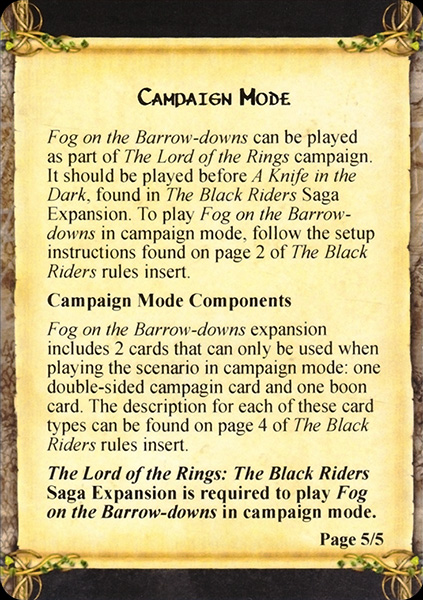 Campaign Mode
Fog on the Barrow-downs can be played
as part of The Lord of the Rings campaign.
It should be played before A Knife in the
Dark, found in The Black Riders Saga
Expansion. To play Fog on the Barrow-
downs in campaign mode, follow the setup
instructions found on page 2 of The Black
Riders rules insert.
Campaign Mode Components
Fog on the Barrow-downs expansion
includes 2 cards that can only be used when
playing the scenario in campaign mode: one
double-sided campagin card and one boon
card. The description for each of these card
types can be found on page 4 of The Black
Riders rules insert.
The Lord of the Rings: The Black Riders
Saga Expansion is required to play Fog
on the Barrow-downs in campaign mode.
Page 5/5